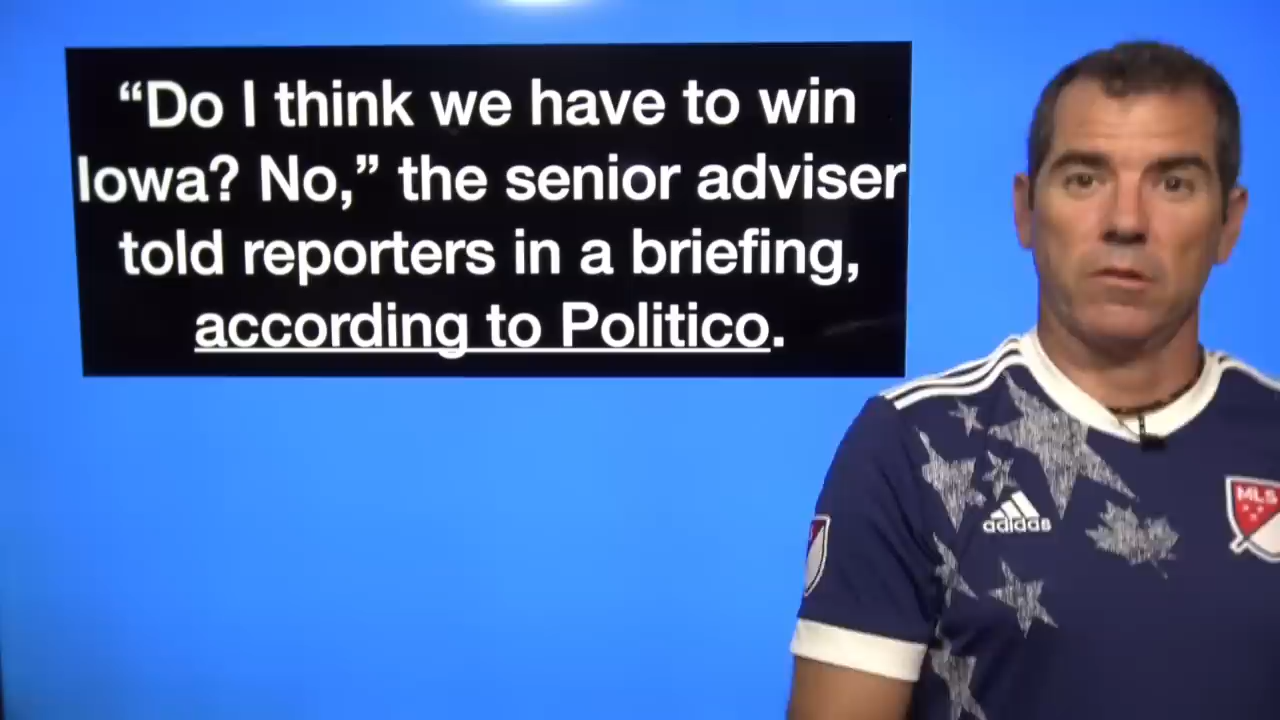 “Do I think we have to win
Iowa? No,” the senior adviser
told reporters in a briefing,
according to Politico.
adidas
MLS